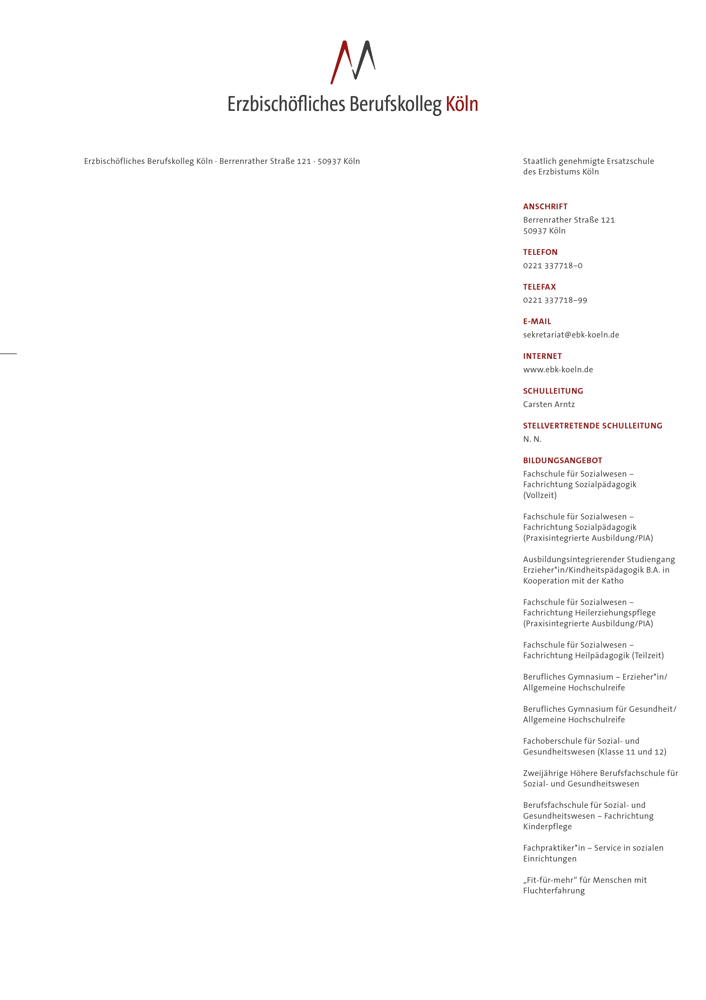 Erzbischöfliches Berufskolleg Köln
Erzbischöfliches Berufskolleg Köln · Berrenrather Straße 121 · 50937 Köln
Staatlich genehmigte Ersatzschule
des Erzbistums Köln
ANSCHRIFT
Berrenrather Straße 121
50937 Köln
TELEFON
0221 337718–0
TELEFAX
0221 337718–99
E-MAIL
sekretariat@ebk-koeln.de
INTERNET
www.ebk-koeln.de
SCHULLEITUNG
Carsten Arntz
STELLVERTRETENDE SCHULLEITUNG
N. N.
BILDUNGSANGEBOT
Fachschule für Sozialwesen –
Fachrichtung Sozialpädagogik
(Vollzeit)
Fachschule für Sozialwesen –
Fachrichtung Sozialpädagogik
(Praxisintegrierte Ausbildung/PIA)
Ausbildungsintegrierender Studiengang
Erzieher*in/Kindheitspädagogik B.A. in
Kooperation mit der Katho
Fachschule für Sozialwesen –
Fachrichtung Heilerziehungspflege
(Praxisintegrierte Ausbildung/PIA)
Fachschule für Sozialwesen –
Fachrichtung Heilpädagogik (Teilzeit)
Berufliches Gymnasium – Erzieher*in/
Allgemeine Hochschulreife
Berufliches Gymnasium für Gesundheit/
Allgemeine Hochschulreife
Fachoberschule für Sozial- und
Gesundheitswesen (Klasse 11 und 12)
Zweijährige Höhere Berufsfachschule für
Sozial- und Gesundheitswesen
Berufsfachschule für Sozial- und
Gesundheitswesen – Fachrichtung
Kinderpflege
Fachpraktiker*in – Service in sozialen
Einrichtungen
„Fit-für-mehr“ für Menschen mit
Fluchterfahrung